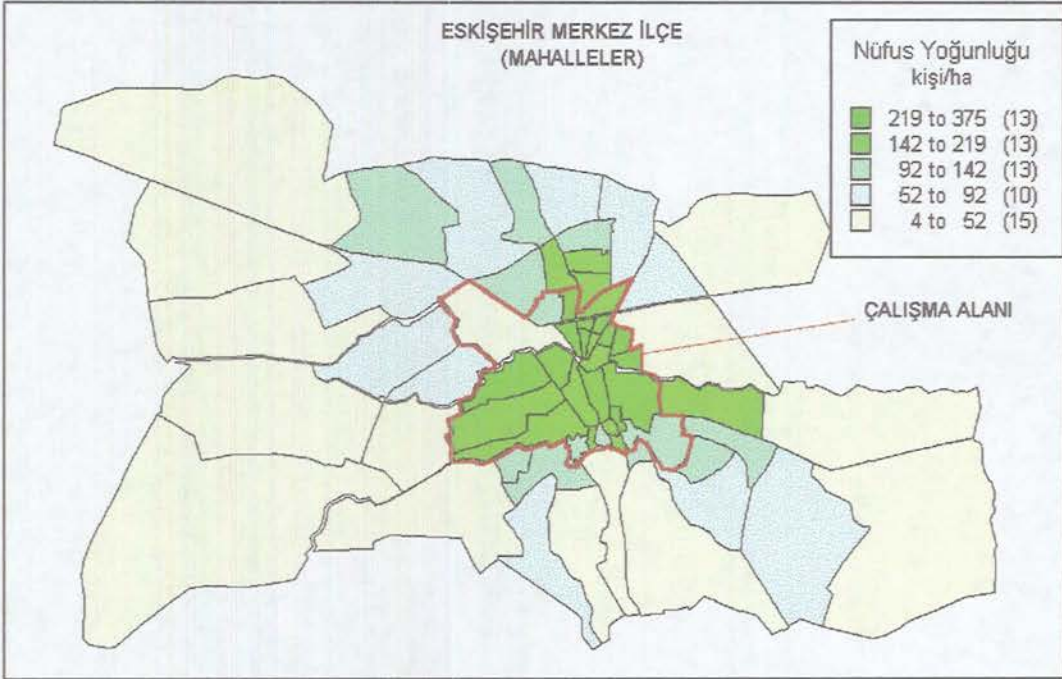 ESKİŞEHİR MERKEZ İLÇE
(MAHALLELER)
Nüfus Yoğunluğu
kişi/ha
219 to 375 (13)
142 to 219 (13)
92 to 142 (13)
52 to 92 (10)
4 to 52 (15)
ÇALIŞMA ALANI